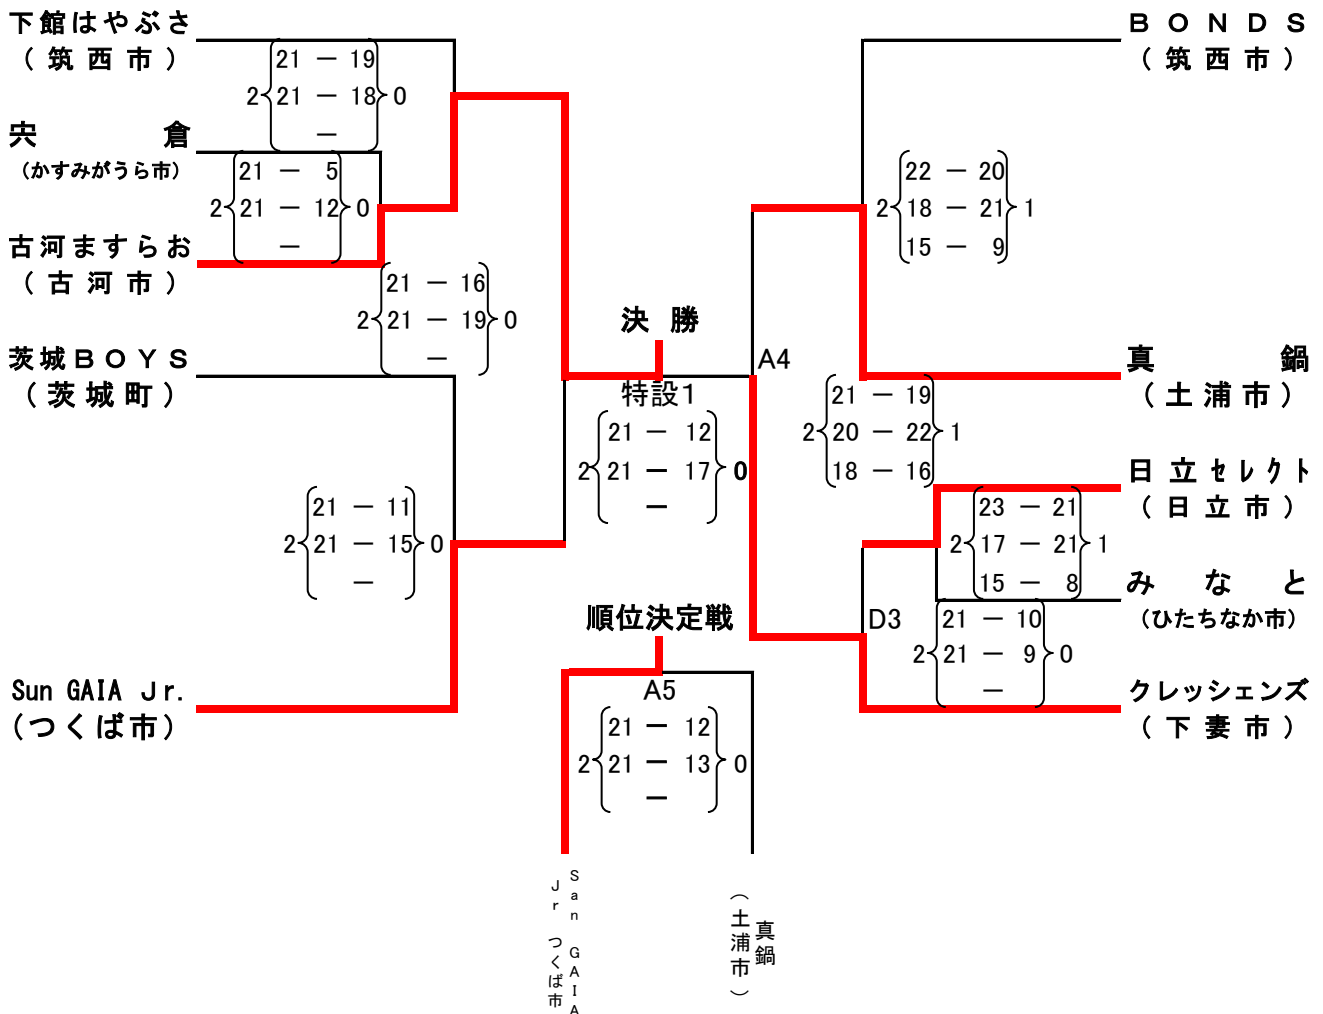 下館はやぶさ
(筑西市)
宍倉
(かすみがうら市)
古河ますらお
(古河市)
茨城ＢＯＹＳ
(茨城町)
Sun GAIA Jr.
(つくば市)
21 － 19
2 21 － 18 0
－
21 － 5
2 21 － 12 0
－
21 － 16
2 21 － 19 0
－
21 － 11
2 21 － 15 0
－
決勝
特設1
21 － 12
2 21 － 17 0
－
順位決定戦
A5
21 － 12
2 21 － 13 0
－
San GAIA
Jr つくば市
真鍋
(土浦市)
ＢＯＮＤＳ
(筑西市)
真鍋
(土浦市)
日立セレクト
(日立市)
みなと
(ひたちなか市)
クレッシェンズ
(下妻市)
22 － 20
2 18 － 21 1
15 － 9
A4
21 － 19
2 20 － 22 1
18 － 16
23 － 21
2 17 － 21 1
15 － 8
D3
21 － 10
2 21 － 9 0
－